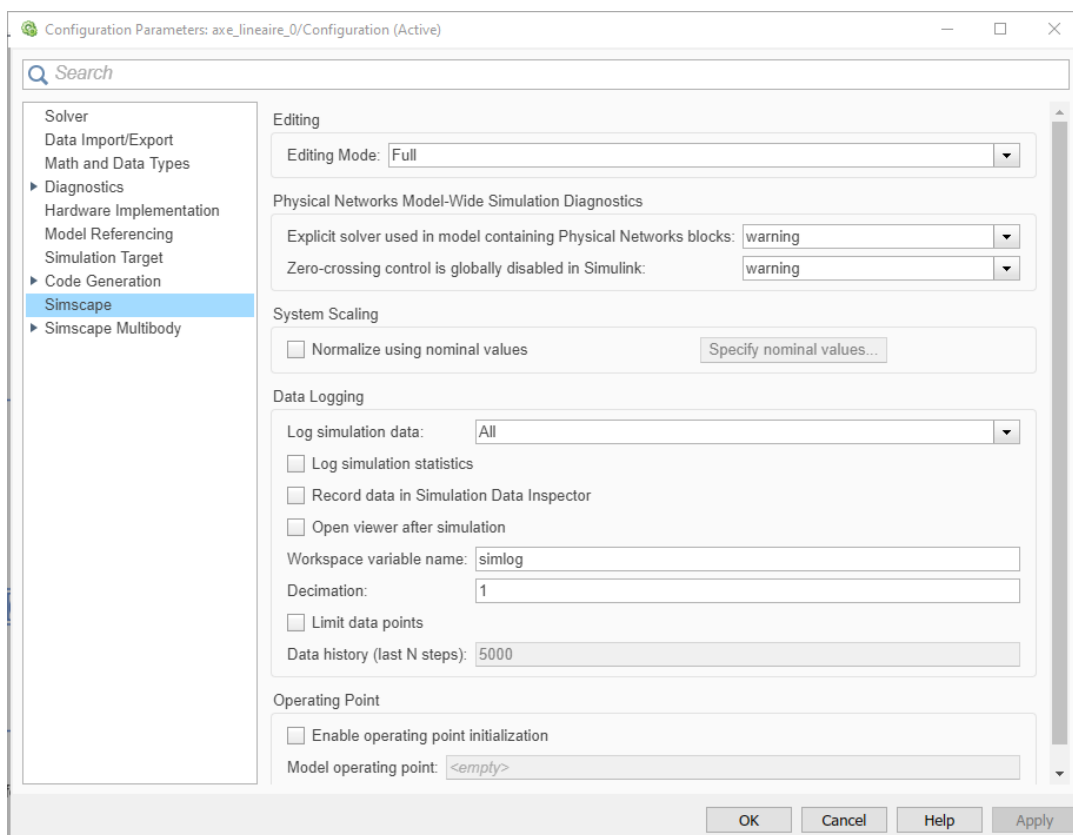 Configuration Parameters: axe_lineaire_0/Configuration (Active)
Search
Solver
Data Import/Export
Math and Data Types
Diagnostics
Hardware Implementation
Model Referencing
Simulation Target
Code Generation
Simscape
Simscape Multibody
Editing
Editing Mode: Full
Physical Networks Model-Wide Simulation Diagnostics
Explicit solver used in model containing Physical Networks blocks: warning
Zero-crossing control is globally disabled in Simulink: warning
System Scaling
Normalize using nominal values Specify nominal values...
Data Logging
Log simulation data: All
Log simulation statistics
Record data in Simulation Data Inspector
Open viewer after simulation
Workspace variable name: simlog
Decimation: 1
Limit data points
Data history (last N steps): 5000
Operating Point
Enable operating point initialization
Model operating point: <empty>
OK Cancel Help Apply